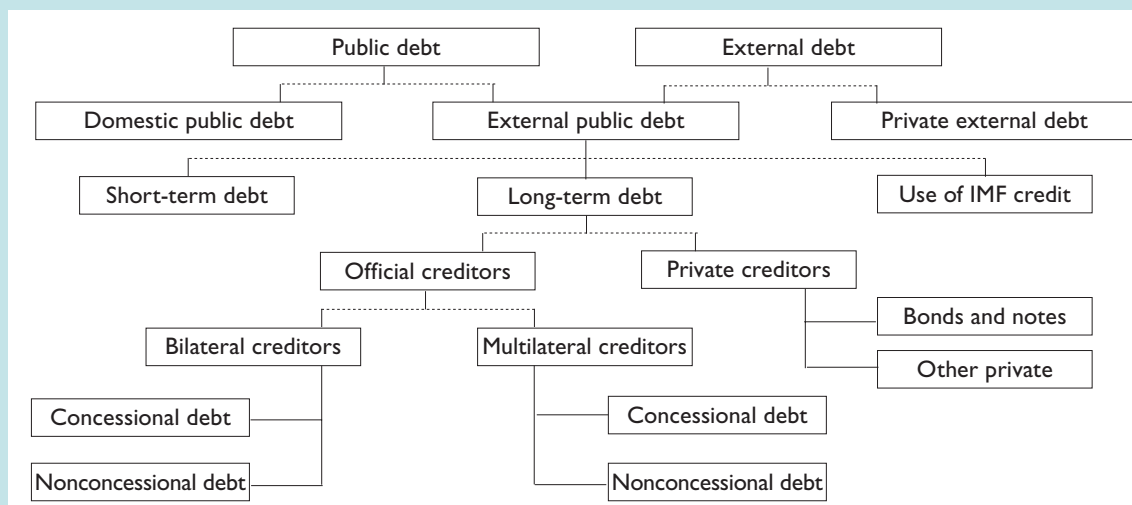 Public debt
External debt
Domestic public debt
External public debt
Private external debt
Short-term debt
Long-term debt
Use of IMF credit
Official creditors
Private creditors
Bonds and notes
Bilateral creditors
Multilateral creditors
Other private
Concessional debt
Concessional debt
Nonconcessional debt
Nonconcessional debt